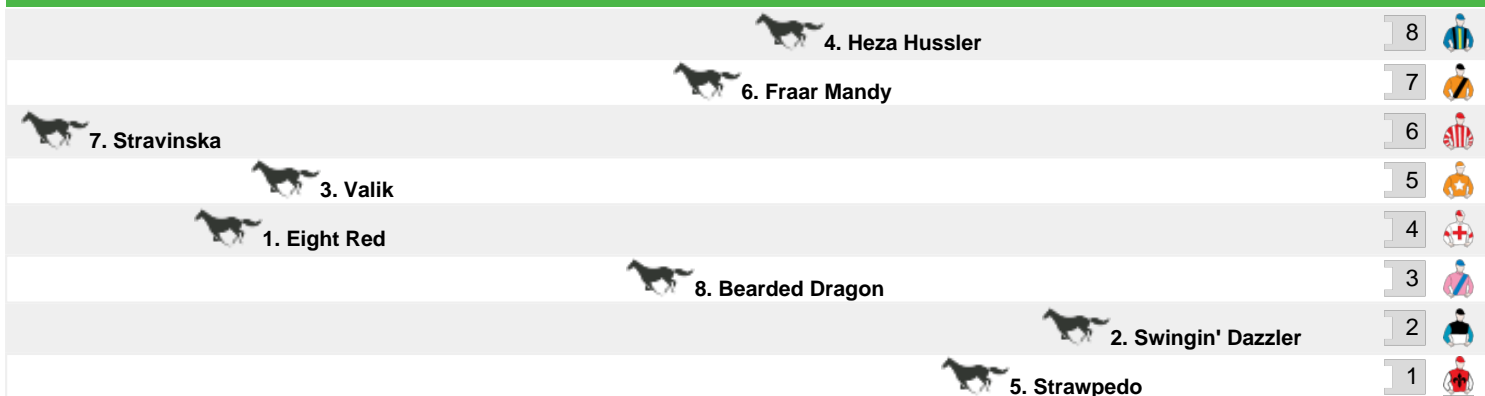 4. Heza Hussler 8
6. Fraar Mandy 7
7. Stravinska 6
3. Valik 5
1. Eight Red 4
8. Bearded Dragon 3
2. Swingin' Dazzler 2
5. Strawpedo 1